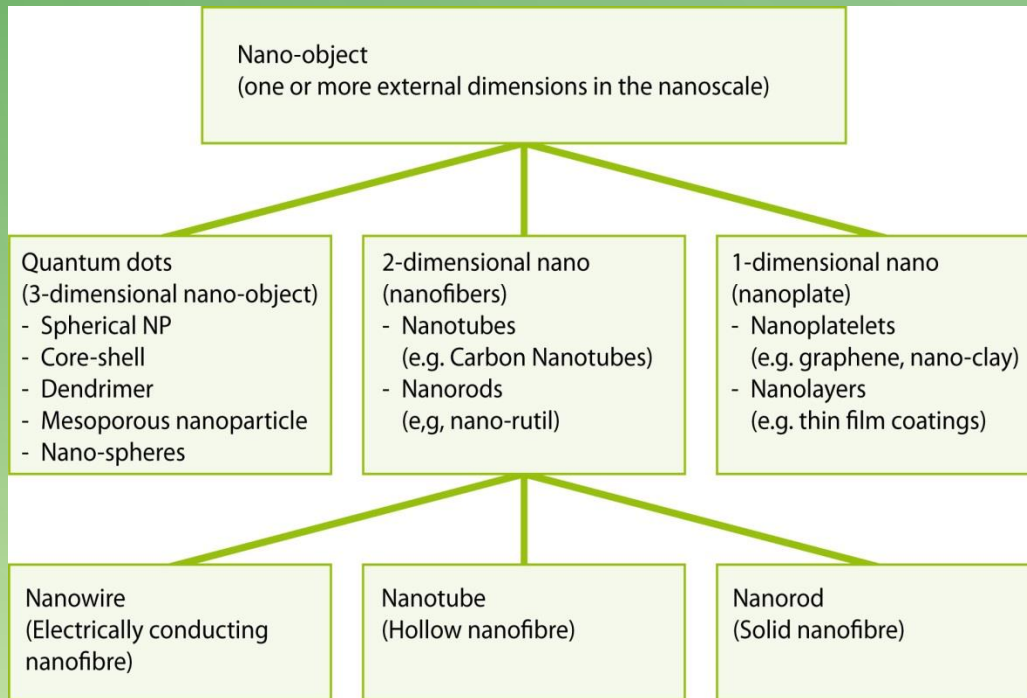 Nano-object
(one or more external dimensions in the nanoscale)
Quantum dots
(3-dimensional nano-object)
- Spherical NP
- Core-shell
- Dendrimer
- Mesoporous nanoparticle
- Nano-spheres
2-dimensional nano
(nanofibers)
- Nanotubes
(e.g. Carbon Nanotubes)
- Nanorods
(e,g, nano-rutil)
1-dimensional nano
(nanoplate)
- Nanoplatelets
(e.g. graphene, nano-clay)
- Nanolayers
(e.g. thin film coatings)
Nanowire
(Electrically conducting
nanofibre)
Nanotube
(Hollow nanofibre)
Nanorod
(Solid nanofibre)